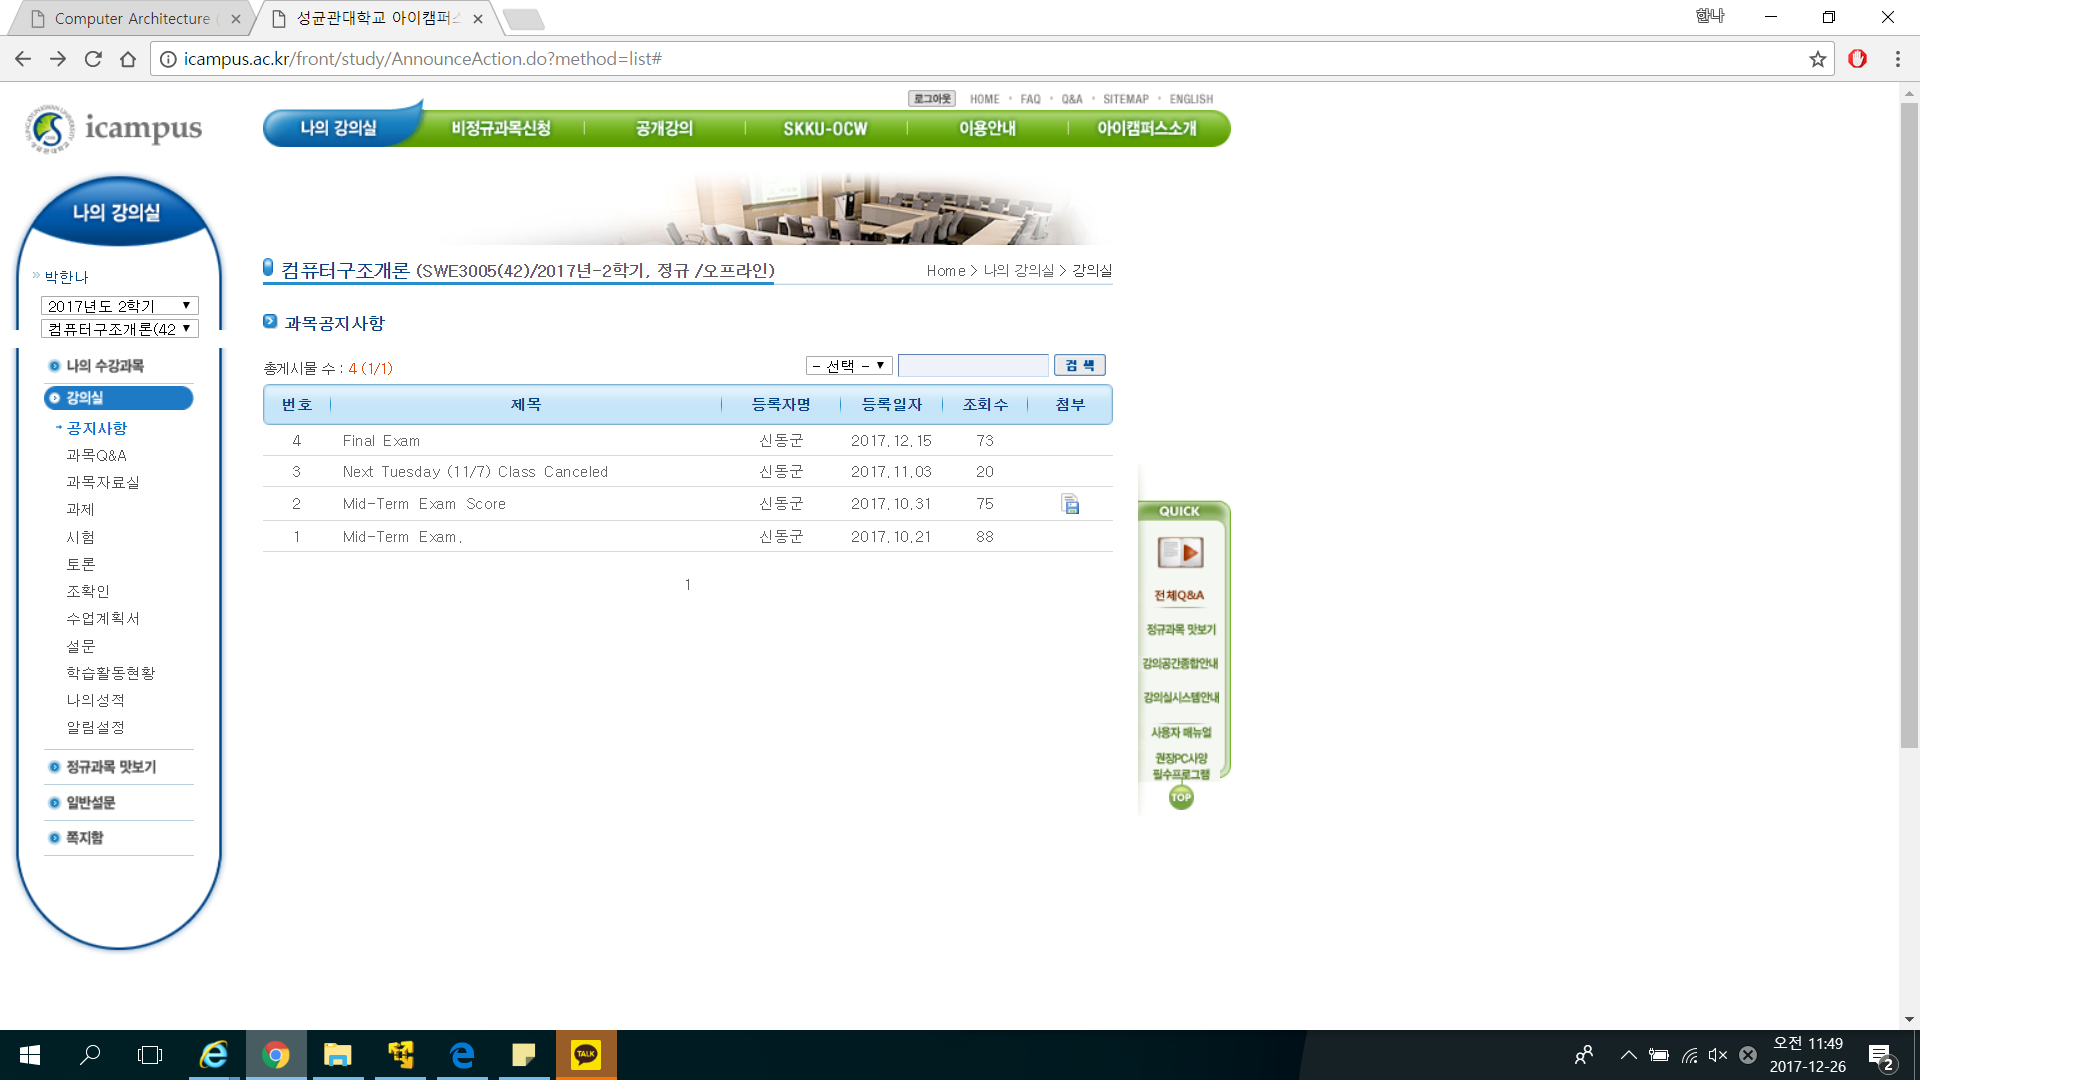 Computer Architecture (
성균관대학교 아이캠퍼스
한나
icampus.ac.kr/front/study/AnnounceAction.do?method=list#
icampus
로그아웃 HOME FAQ Q&A SITEMAP ENGLISH
나의 강의실 비정규과목신청 공개강의 SKKU-OCW 이용안내 아이캠퍼스소개
나의 강의실
박한나
2017년도 2학기
컴퓨터구조개론(42
나의 수강과목
강의실
공지사항
과목Q&A
과목자료실
과제
시험
토론
조확인
수업계획서
설문
학습활동현황
나의성적
알림설정
정규과목 맛보기
일반설문
쪽지함
컴퓨터구조개론 (SWE3005(42)/2017년-2학기, 정규 /오프라인)
Home > 나의 강의실 > 강의실
과목공지사항
총게시물 수 : 4 (1/1)
- 선택 - 검 색
번호 제목 등록자명 등록일자 조회수 첨부
4 Final Exam 신동군 2017.12.15 73
3 Next Tuesday (11/7) Class Canceled 신동군 2017.11.03 20
2 Mid-Term Exam Score 신동군 2017.10.31 75
1 Mid-Term Exam. 신동군 2017.10.21 88
1
QUICK
전체Q&A
정규과목 맛보기
강의공간종합안내
강의실시스템안내
사용자 매뉴얼
권장PC사양
필수프로그램
TOP
TALK
오전 11:49
2017-12-26
2